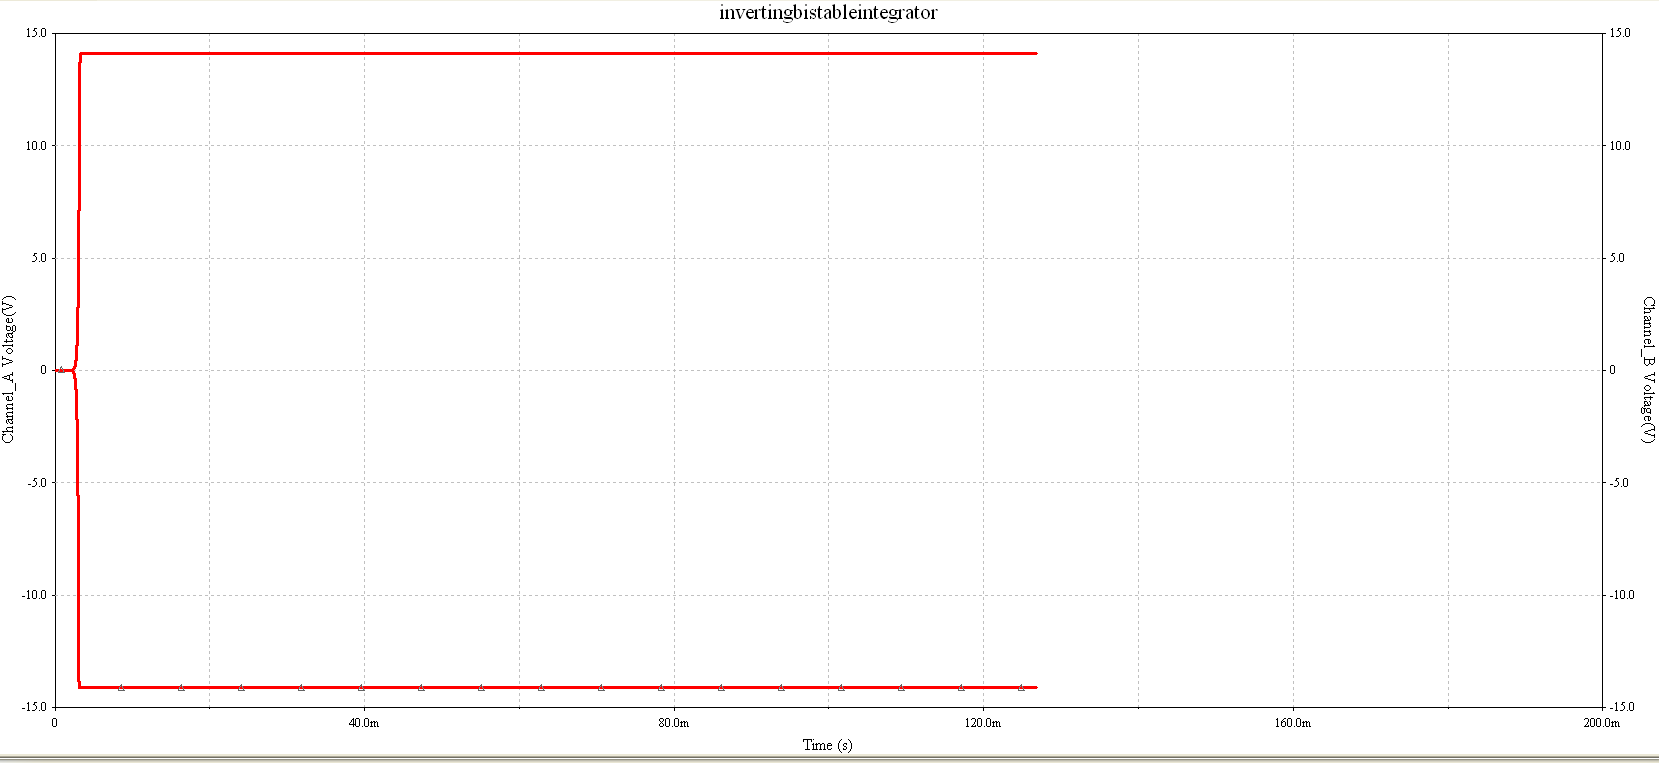 invertingbistableintegrator
15.0
15.0
10.0
10.0
5.0
5.0
Channel_A Voltage(V)
0
0
Channel_B Voltage(V)
-5.0
-5.0
-10.0
-10.0
-15.0
-15.0
0
40.0m
80.0m
120.0m
160.0m
200.0m
Time (s)